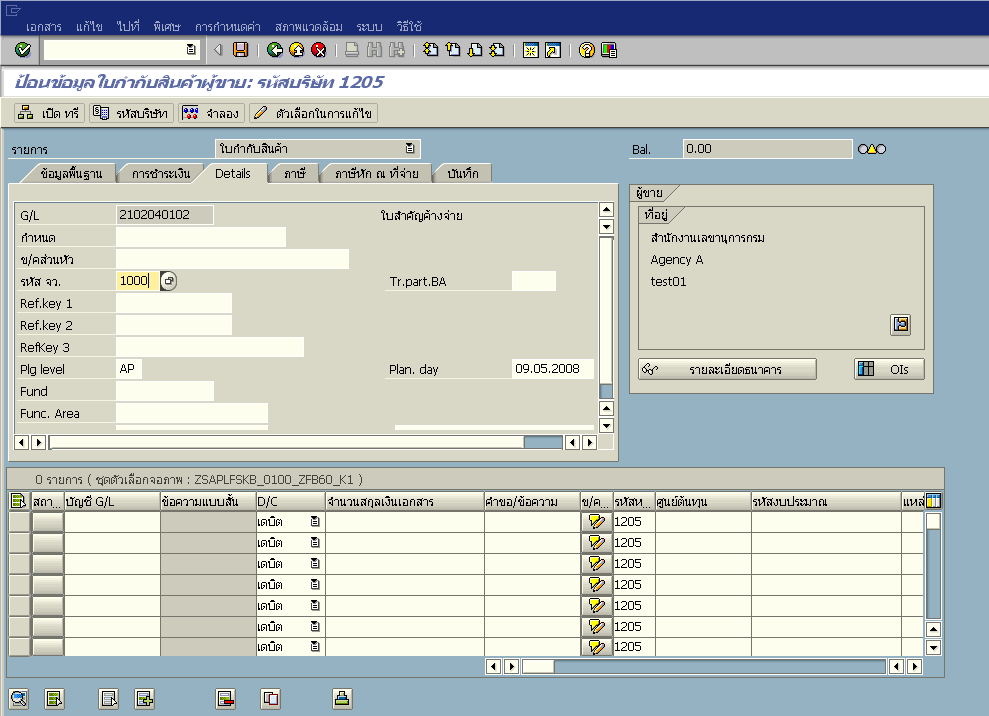 เอกสาร แก้ไข ไปที่ พิเศษ การกำหนดค่า สภาพแวดล้อม ระบบ วิธีใช้
ป้อนข้อมูลใบกำกับสินค้าผู้ขาย: รหัสบริษัท 1205
เปิด ทรี รหัสบริษัท จำลอง ตัวเลือกในการแก้ไข
รายการ ใบกำกับสินค้า Bal. 0.00
ข้อมูลพื้นฐาน การชำระเงิน Details ภาษี ภาษีหัก ณ ที่จ่าย บันทึก
ผู้ขาย
G/L 2102040102 ใบสำคัญค้างจ่าย
ที่อยู่
กำหนด
สำนักงานเลขานุการกรม
ข/คส่วนหัว
Agency A
รหัส จว. 1000 Tr.part.BA
test01
Ref.key 1
Ref.key 2
RefKey 3
Plg level AP Plan. day 09.05.2008
รายละเอียดธนาคาร OIs
Fund
Func. Area
0 รายการ ( ชุดตัวเลือกจอภาพ : ZSAPLFSKB_0100_ZFB60_K1 )
สถา... บัญชี G/L ข้อความแบบสั้น D/C จำนวนสกุลเงินเอกสาร คำขอ/ข้อความ ข/ค... รหัสห... ศูนย์ต้นทุน รหัสงบประมาณ แหล่
เดบิต 1205
เดบิต 1205
เดบิต 1205
เดบิต 1205
เดบิต 1205
เดบิต 1205
เดบิต 1205